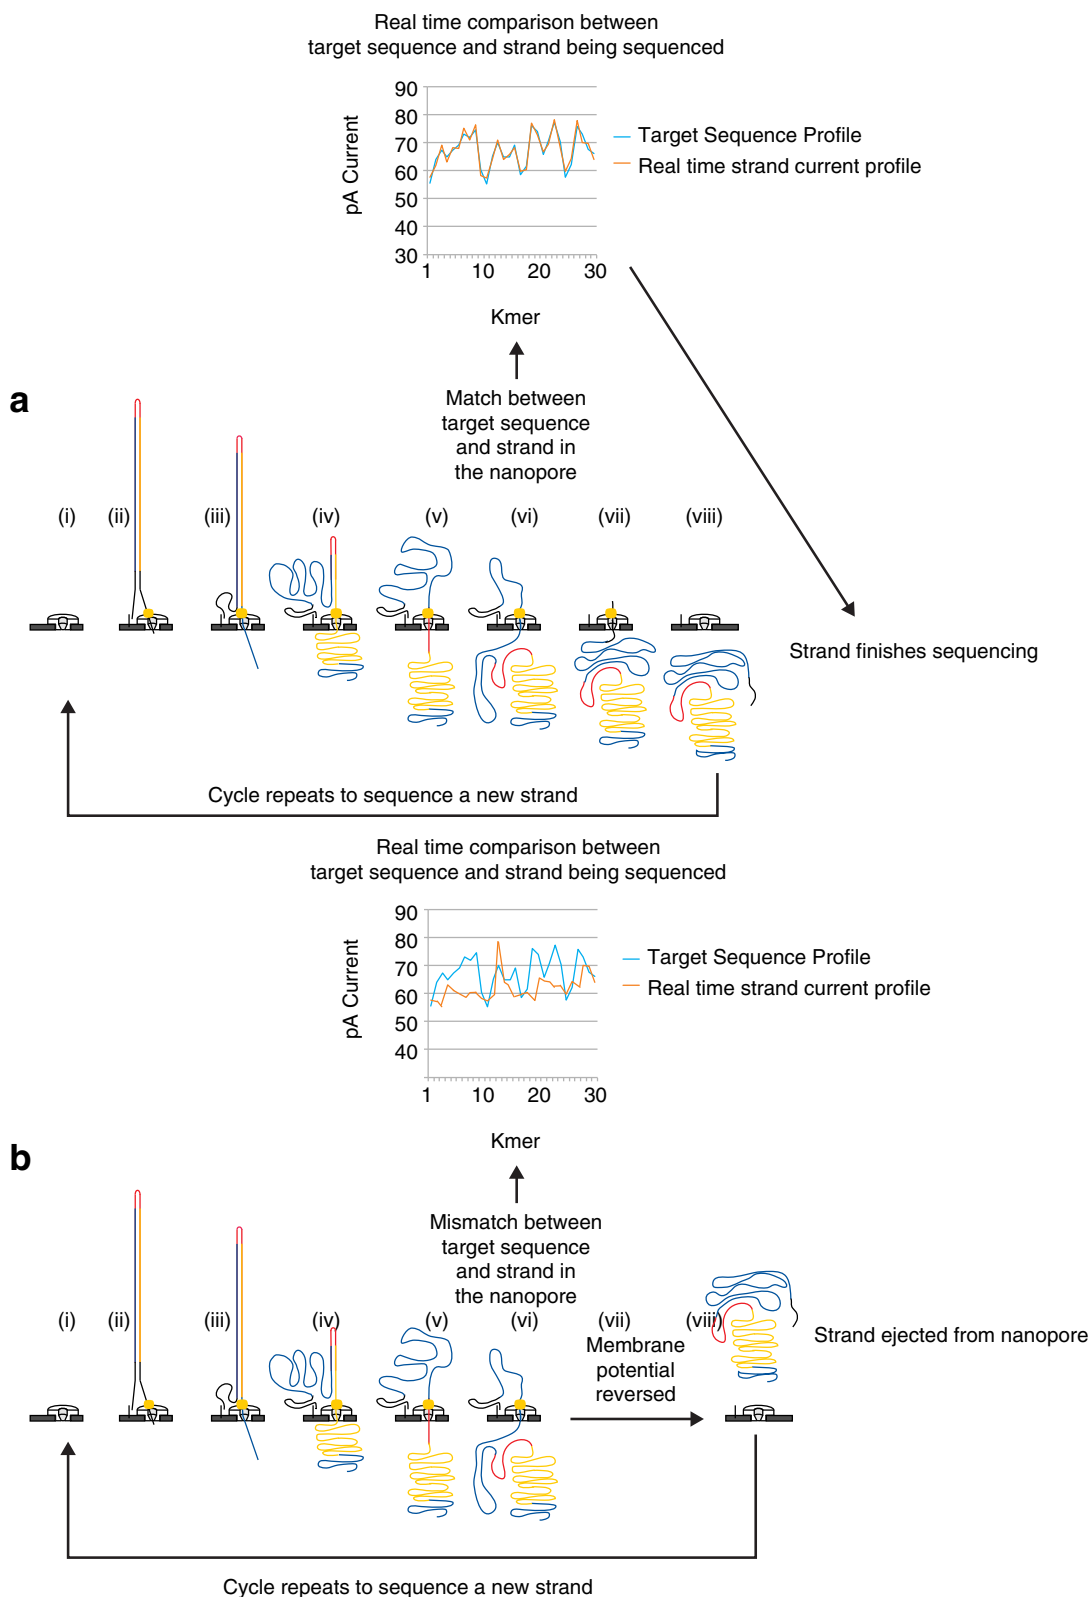 Real time comparison between
target sequence and strand being sequenced
90
80
70
60
50
40
30
pA Current
1 10 20 30
Kmer
Target Sequence Profile
Real time strand current profile
a
Match between
target sequence
and strand in
the nanopore
(i) (ii) (iii) (iv) (v) (vi) (vii) (viii)
Strand finishes sequencing
Cycle repeats to sequence a new strand
Real time comparison between
target sequence and strand being sequenced
90
80
70
60
50
40
pA Current
1 10 20 30
Kmer
Target Sequence Profile
Real time strand current profile
b
Mismatch between
target sequence
and strand in
the nanopore
(i) (ii) (iii) (iv) (v) (vi) (vii) (viii)
Membrane
potential
reversed
Strand ejected from nanopore
Cycle repeats to sequence a new strand